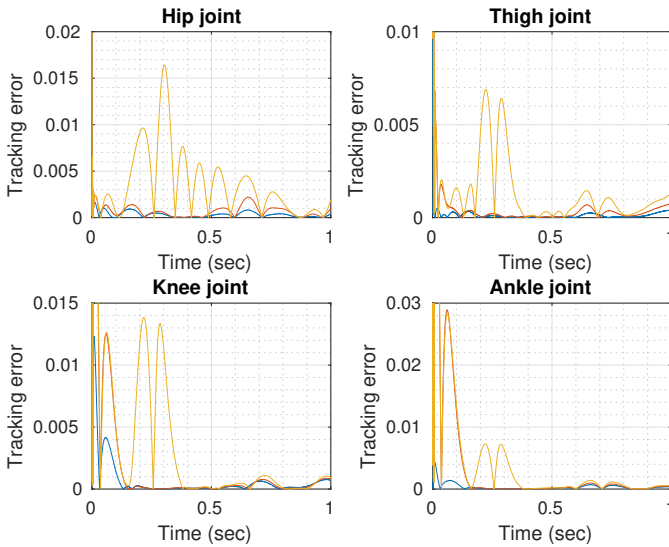 Hip joint
Tracking error
0.02
0.015
0.01
0.005
0
0
0.5
1
Time (sec)
Thigh joint
Tracking error
0.01
0.005
0
0
0.5
1
Time (sec)
Knee joint
Tracking error
0.015
0.01
0.005
0
0
0.5
1
Time (sec)
Ankle joint
Tracking error
0.03
0.02
0.01
0
0
0.5
1
Time (sec)